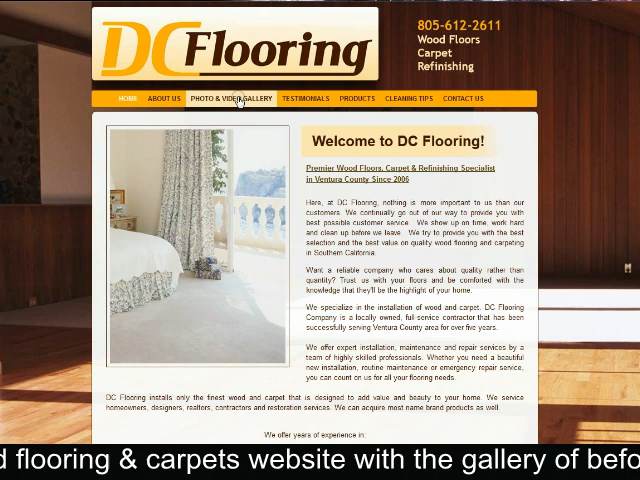 DC Flooring
805-612-2611
Wood Floors
Carpet
Refinishing
HOME ABOUT US PHOTO & VIDEO GALLERY TESTIMONIALS PRODUCTS CLEANING TIPS CONTACT US
Welcome to DC Flooring!
Premier Wood Floors, Carpet & Refinishing Specialist
in Ventura County Since 2006
Here, at DC Flooring, nothing is more important to us than our
customers. We continually go out of our way to provide you with
best possible customer service. We show up on time, work hard
and clean up before we leave. We try to provide you with the best
selection and the best value on quality wood flooring and carpeting
in Southern California.
Want a reliable company who cares about quality rather than
quantity? Trust us with your floors and be comforted with the
knowledge that they'll be the highlight of your home.
We specialize in the installation of wood and carpet. DC Flooring
Company is a locally owned, full-service contractor that has been
successfully serving Ventura County area for over five years.
We offer expert installation, maintenance and repair services by a
team of highly skilled professionals. Whether you need a beautiful
new installation, routine maintenance or emergency repair service,
you can count on us for all your flooring needs.
DC Flooring installs only the finest wood and carpet that is designed to add value and beauty to your home. We service
homeowners, designers, realtors, contractors and restoration services. We can acquire most name brand products as well.
We offer years of experience in:
d flooring & carpets website with the gallery of befo